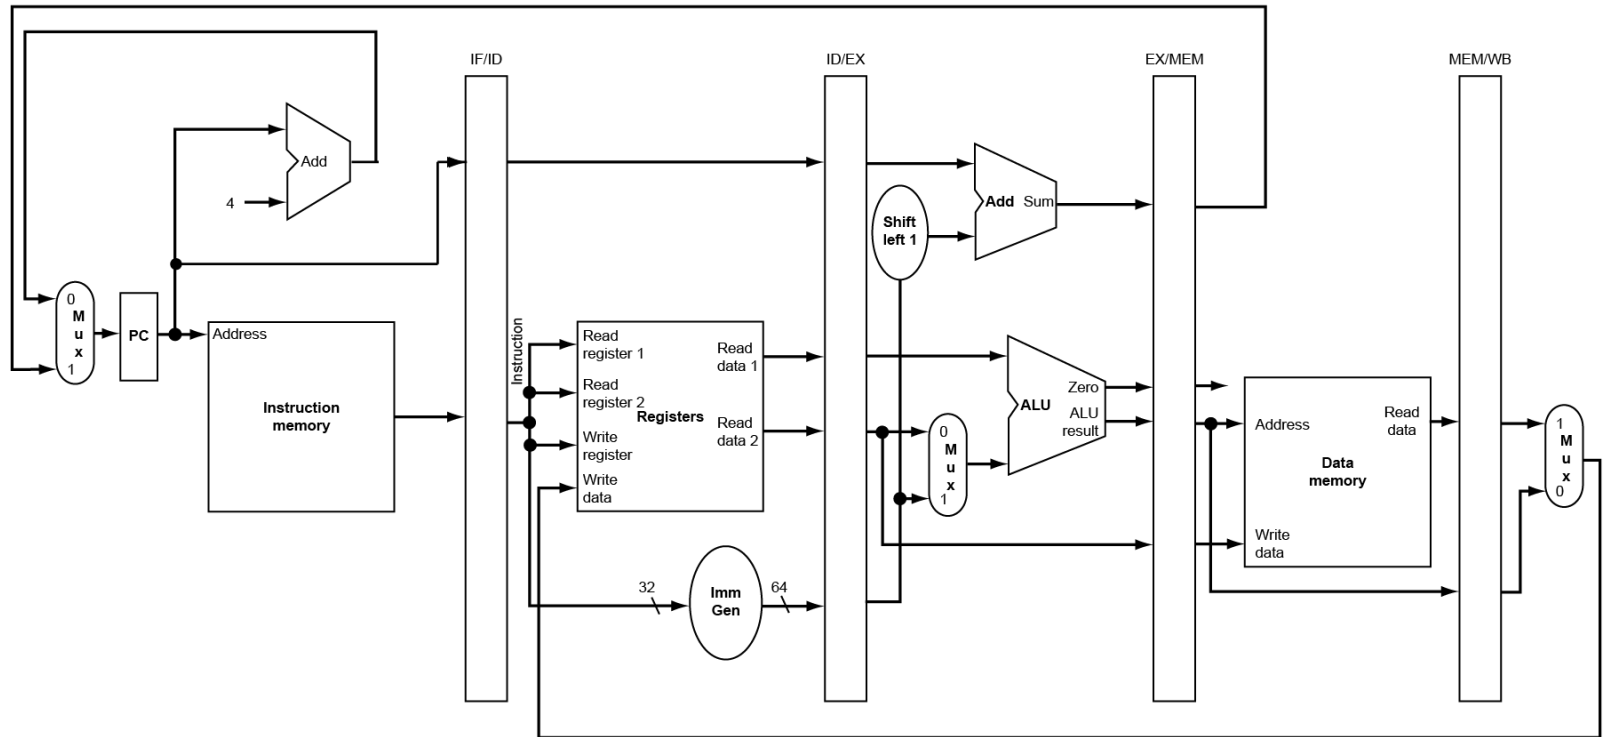 IF/ID
ID/EX
EX/MEM
MEM/WB
Add
4
Shift
left 1
Add Sum
0
M
u
x
1
PC
Address
Instruction
memory
Instruction
Read
register 1
Read
register 2
Write
register
Write
data
Registers
Read
data 1
Read
data 2
32
Imm
Gen
64
0
M
u
x
1
ALU
Zero
ALU
result
Address
Read
data
Data
memory
Write
data
1
M
u
x
0